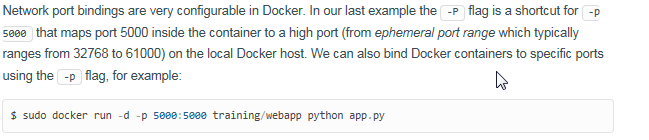 Network port bindings are very configurable in Docker. In our last example the -P flag is a shortcut for -p
5000 that maps port 5000 inside the container to a high port (from ephemeral port range which typically
ranges from 32768 to 61000) on the local Docker host. We can also bind Docker containers to specific ports
using the -p flag, for example:
$ sudo docker run -d -p 5000:5000 training/webapp python app.py